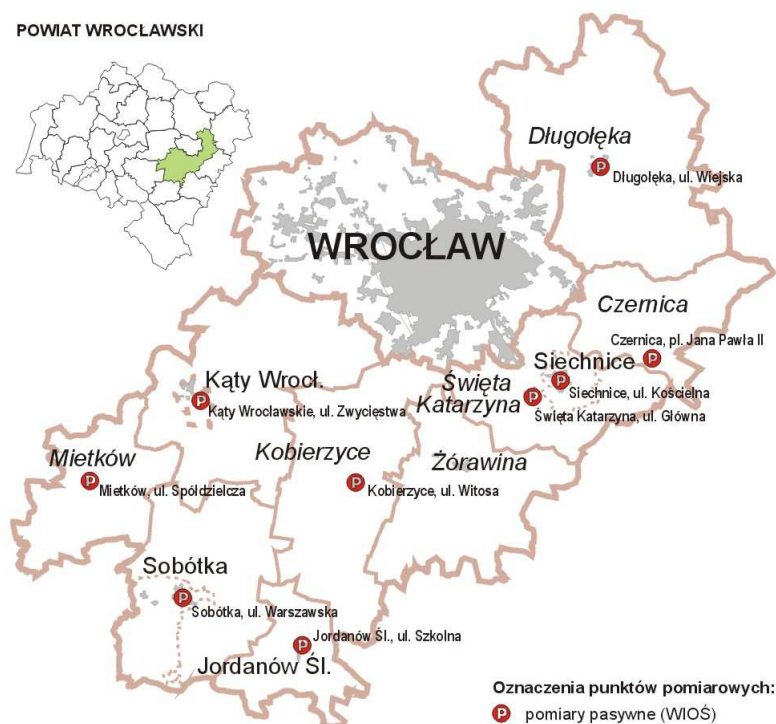 POWIAT WROCŁAWSKI
Długołęka
P
Długołęka, ul. Wiejska
WROCŁAW
Czernica
Czernica, pl. Jana Pawła II
P
Siechnice
P
Siechnice, ul. Kościelna
Święta
Katarzyna
P
Święta Katarzyna, ul. Główna
Kąty Wrocł.
P
Kąty Wrocławskie, ul. Zwycięstwa
Kobierzyce
Żórawina
Mietków
P
Mietków, ul. Spółdzielcza
P
Kobierzyce, ul. Witosa
Sobótka
P
Sobótka, ul. Warszawska
P
Jordanów Śl., ul. Szkolna
Jordanów Śl.
Oznaczenia punktów pomiarowych:
P pomiary pasywne (WIOŚ)